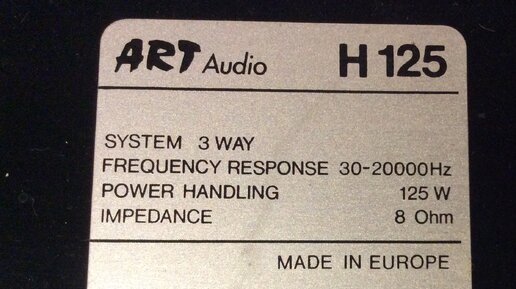 ART Audio H 125
SYSTEM 3 WAY
FREQUENCY RESPONSE 30-20000Hz
POWER HANDLING 125 W
IMPEDANCE 8 Ohm
MADE IN EUROPE